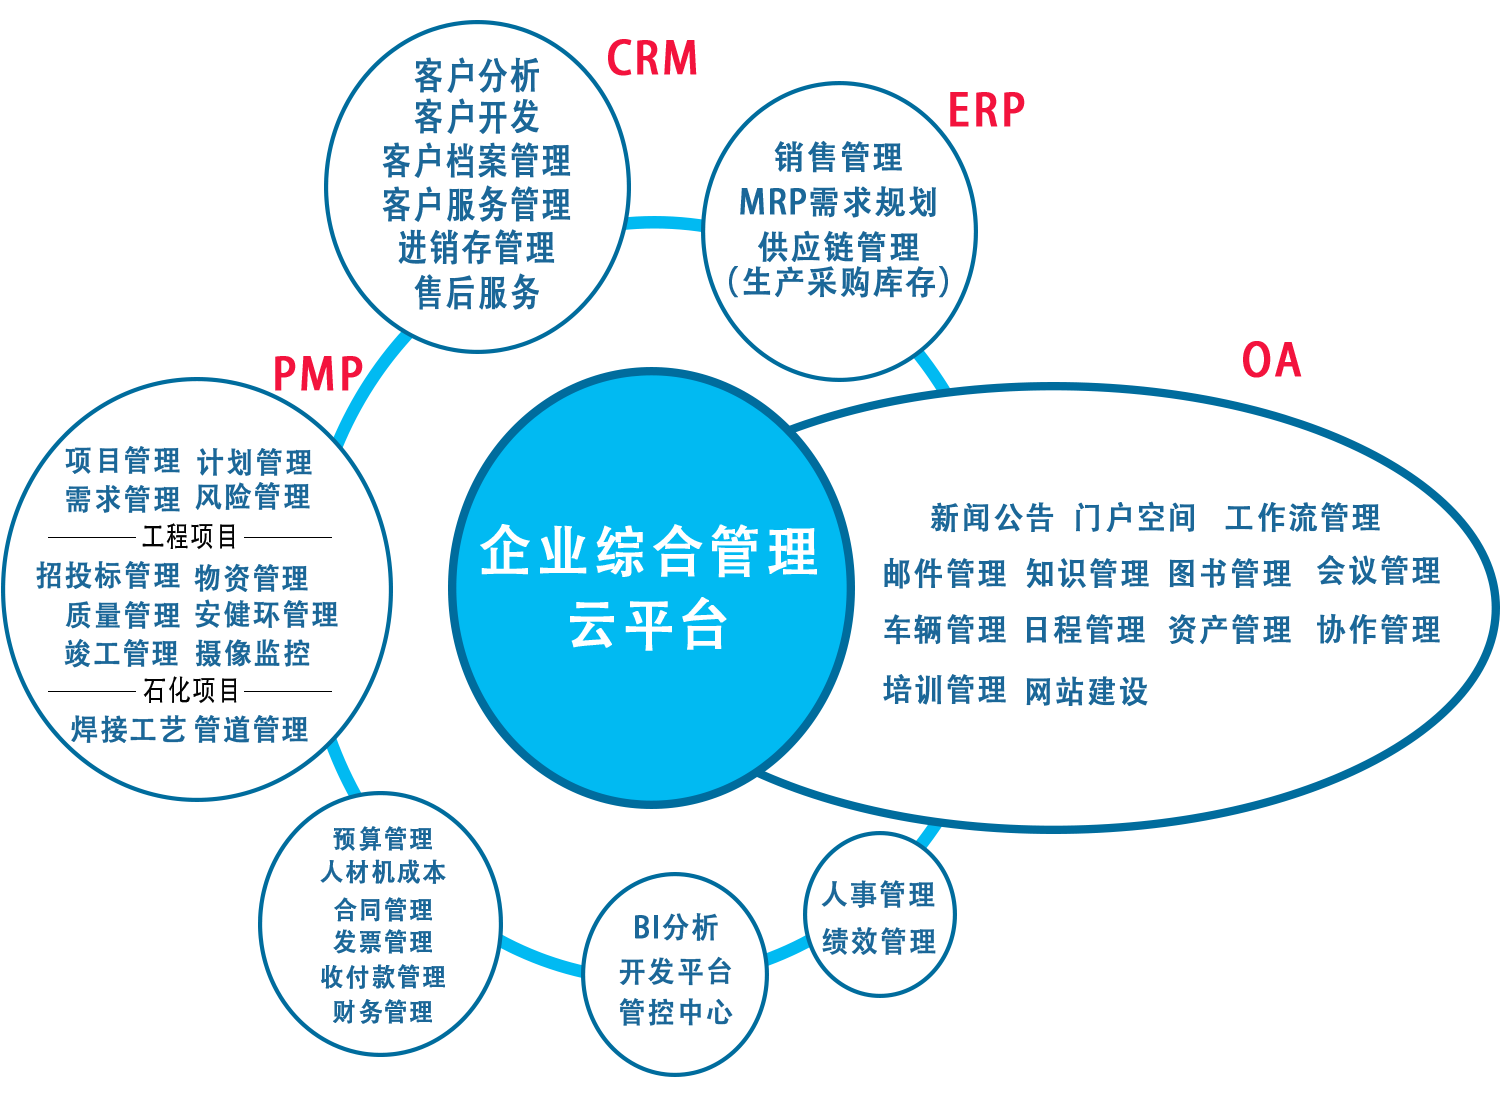 CRM
客户分析
客户开发
客户档案管理
客户服务管理
进销存管理
售后服务
ERP
销售管理
MRP需求规划
供应链管理
（生产采购库存）
OA
新闻公告 门户空间 工作流管理
邮件管理 知识管理 图书管理 会议管理
车辆管理 日程管理 资产管理 协作管理
培训管理 网站建设
PMP
项目管理 计划管理
需求管理 风险管理
工程项目
招投标管理 物资管理
质量管理 安健环管理
竣工管理 摄像监控
石化项目
焊接工艺 管道管理
企业综合管理
云平台
预算管理
人材机成本
合同管理
发票管理
收付款管理
财务管理
BI分析
开发平台
管控中心
人事管理
绩效管理